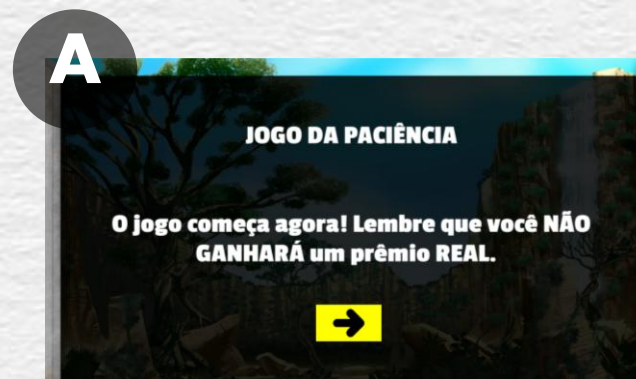 A
JOGO DA PACIÊNCIA
O jogo começa agora! Lembre que você NÃO
GANHARÁ um prêmio REAL.